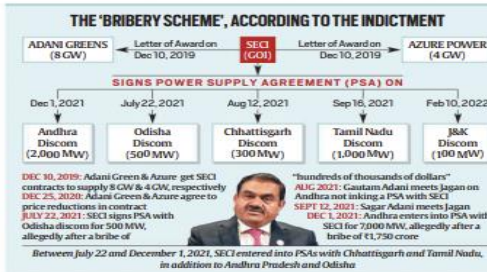 THE 'BRIBERY SCHEME', ACCORDING TO THE INDICTMENT
ADANI GREENS
(8 GW)
Letter of Award on
Dec 10, 2019
SECI
(GOI)
Letter of Award on
Dec 10, 2019
AZURE POWER
(4 GW)
SIGNS POWER SUPPLY AGREEMENT (PSA) ON
Dec 1, 2021
July 22, 2021
Aug 12, 2021
Sep 16, 2021
Feb 10, 2022
Andhra
Discom
(2,000 MW)
Odisha
Discom
(500 MW)
Chhattisgarh
Discom
(300 MW)
Tamil Nadu
Discom
(1,000 MW)
J&K
Discom
(100 MW)
DEC 10, 2019: Adani Green & Azure get SECI
contracts to supply 8 GW & 4 GW, respectively
DEC 25, 2020: Adani Green & Azure agree to
price reductions in contract
JULY 22, 2021: SECI signs PSA with
Odisha discom for 500 MW,
allegedly after a bribe of
"hundreds of thousands of dollars"
AUG 2021: Gautam Adani meets Jagan on
Andhra not inking a PSA with SECI
SEPT 12, 2021: Sagar Adani meets Jagan
DEC 1, 2021: Andhra enters into PSA with
SECI for 7,000 MW, allegedly after a
bribe of ₹1,750 crore
Between July 22 and December 1, 2021, SECI entered into PSAs with Chhattisgarh and Tamil Nadu,
in addition to Andhra Pradesh and Odisha